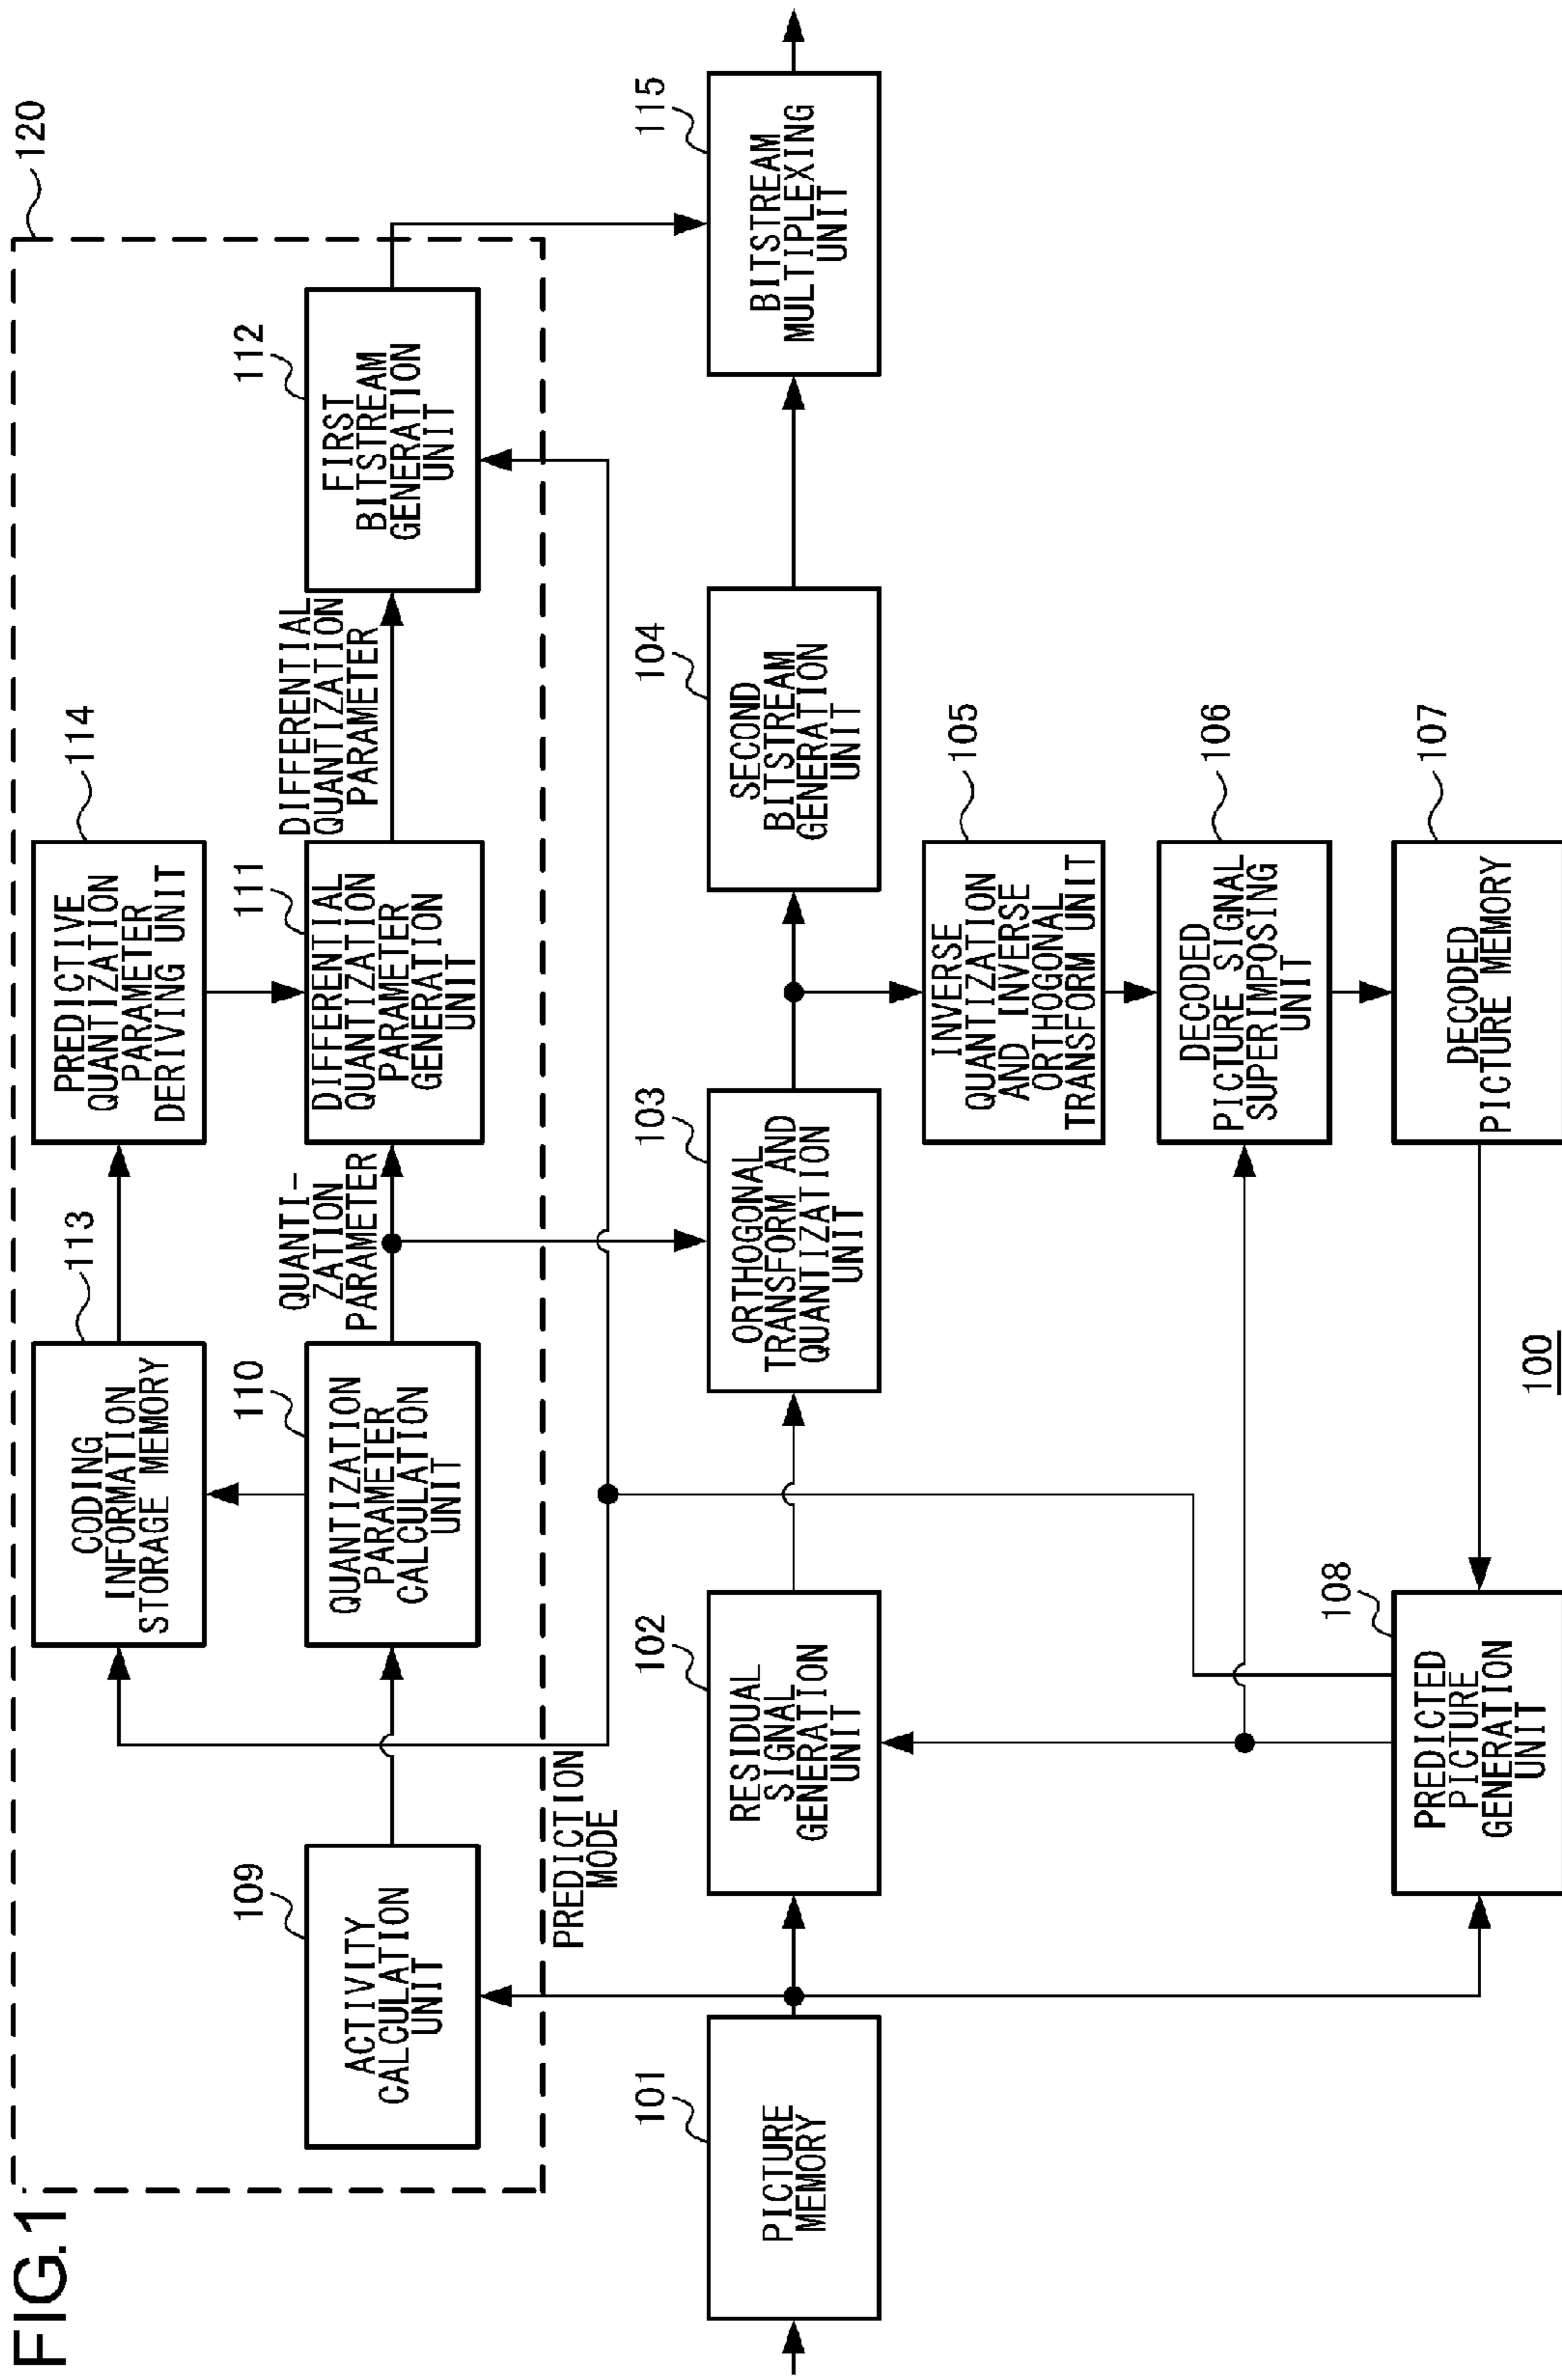 FIG.1
120
113
CODING
INFORMATION
STORAGE MEMORY
114
PREDICTIVE
QUANTIZATION
PARAMETER
DERIVING UNIT
109
ACTIVITY
CALCULATION
UNIT
110
QUANTIZATION
PARAMETER
CALCULATION
UNIT
QUANTI-
ZATION
PARAMETER
111
DIFFERENTIAL
QUANTIZATION
PARAMETER
GENERATION
UNIT
DIFFERENTIAL
QUANTIZATION
PARAMETER
112
FIRST
BITSTREAM
GENERATION
UNIT
PREDICTION
MODE
101
PICTURE
MEMORY
102
RESIDUAL
SIGNAL
GENERATION
UNIT
103
ORTHOGONAL
TRANSFORM AND
QUANTIZATION
UNIT
104
SECOND
BITSTREAM
GENERATION
UNIT
115
BITSTREAM
MULTIPLEXING
UNIT
105
INVERSE
QUANTIZATION
AND INVERSE
ORTHOGONAL
TRANSFORM UNIT
106
DECODED
PICTURE SIGNAL
SUPERIMPOSING
UNIT
108
PREDICTED
PICTURE
GENERATION
UNIT
107
DECODED
PICTURE MEMORY
100